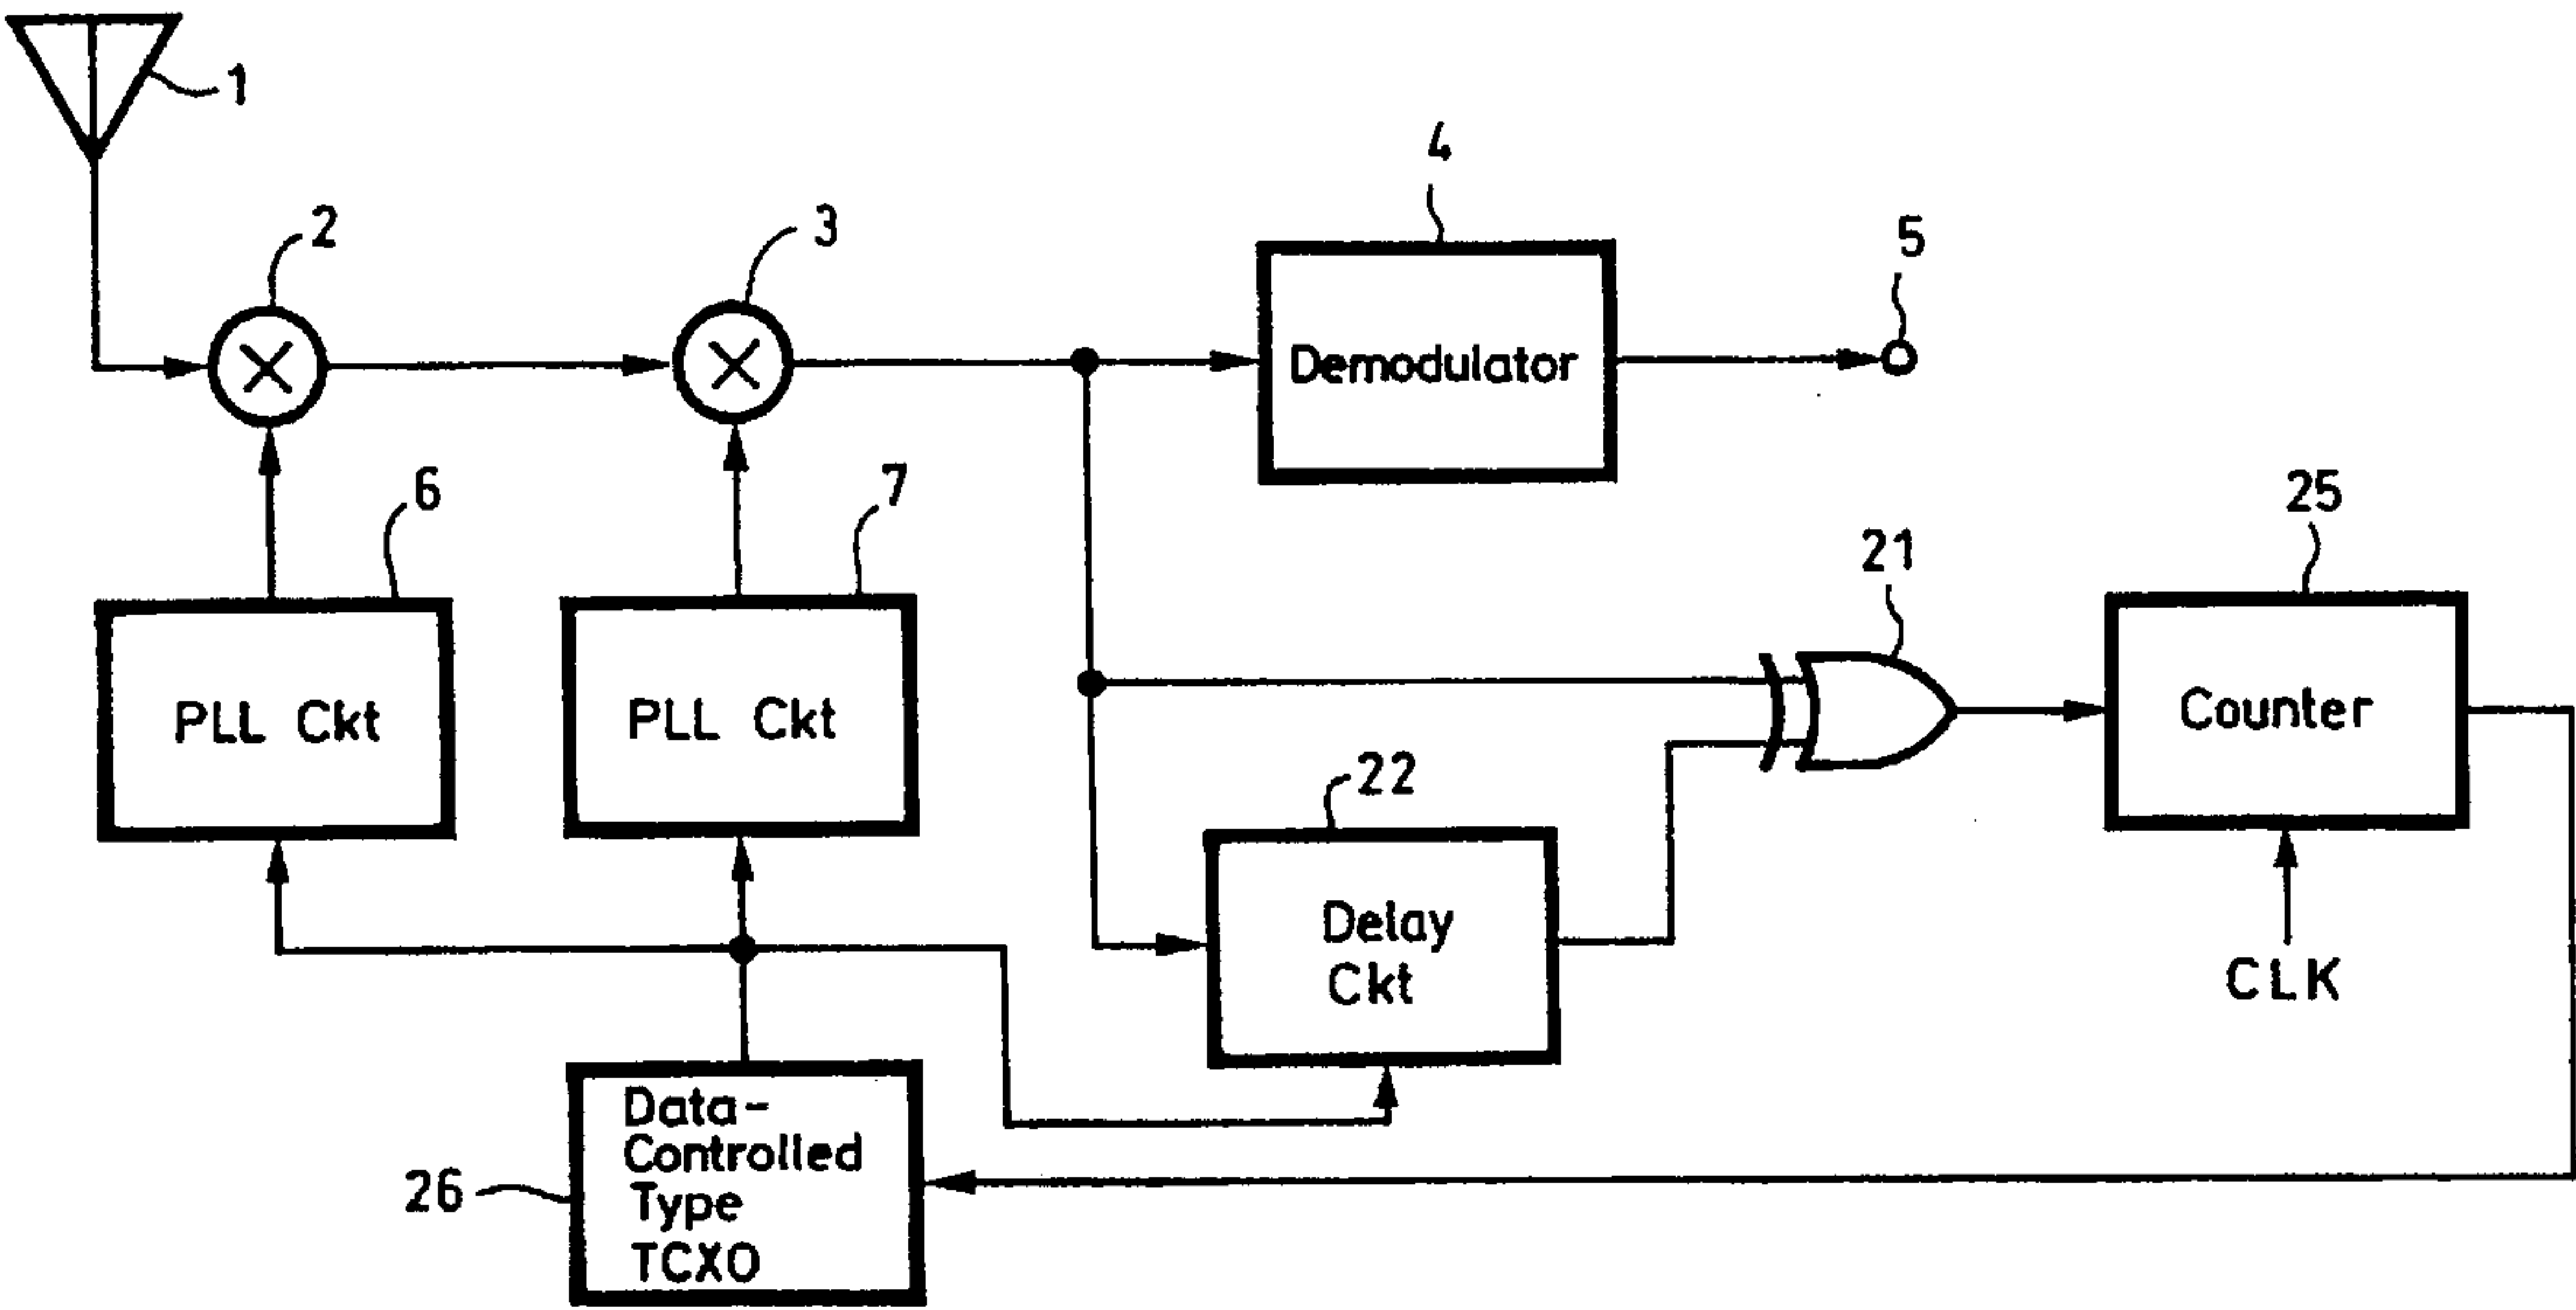 1
2
3
4
5
Demodulator
6
7
25
21
PLL Ckt
PLL Ckt
Counter
22
Delay
Ckt
CLK
Data-
Controlled
Type
TCXO
26